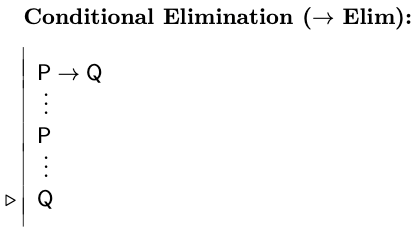 Conditional Elimination (→ Elim):
P → Q
⋮
P
⋮
▷ Q